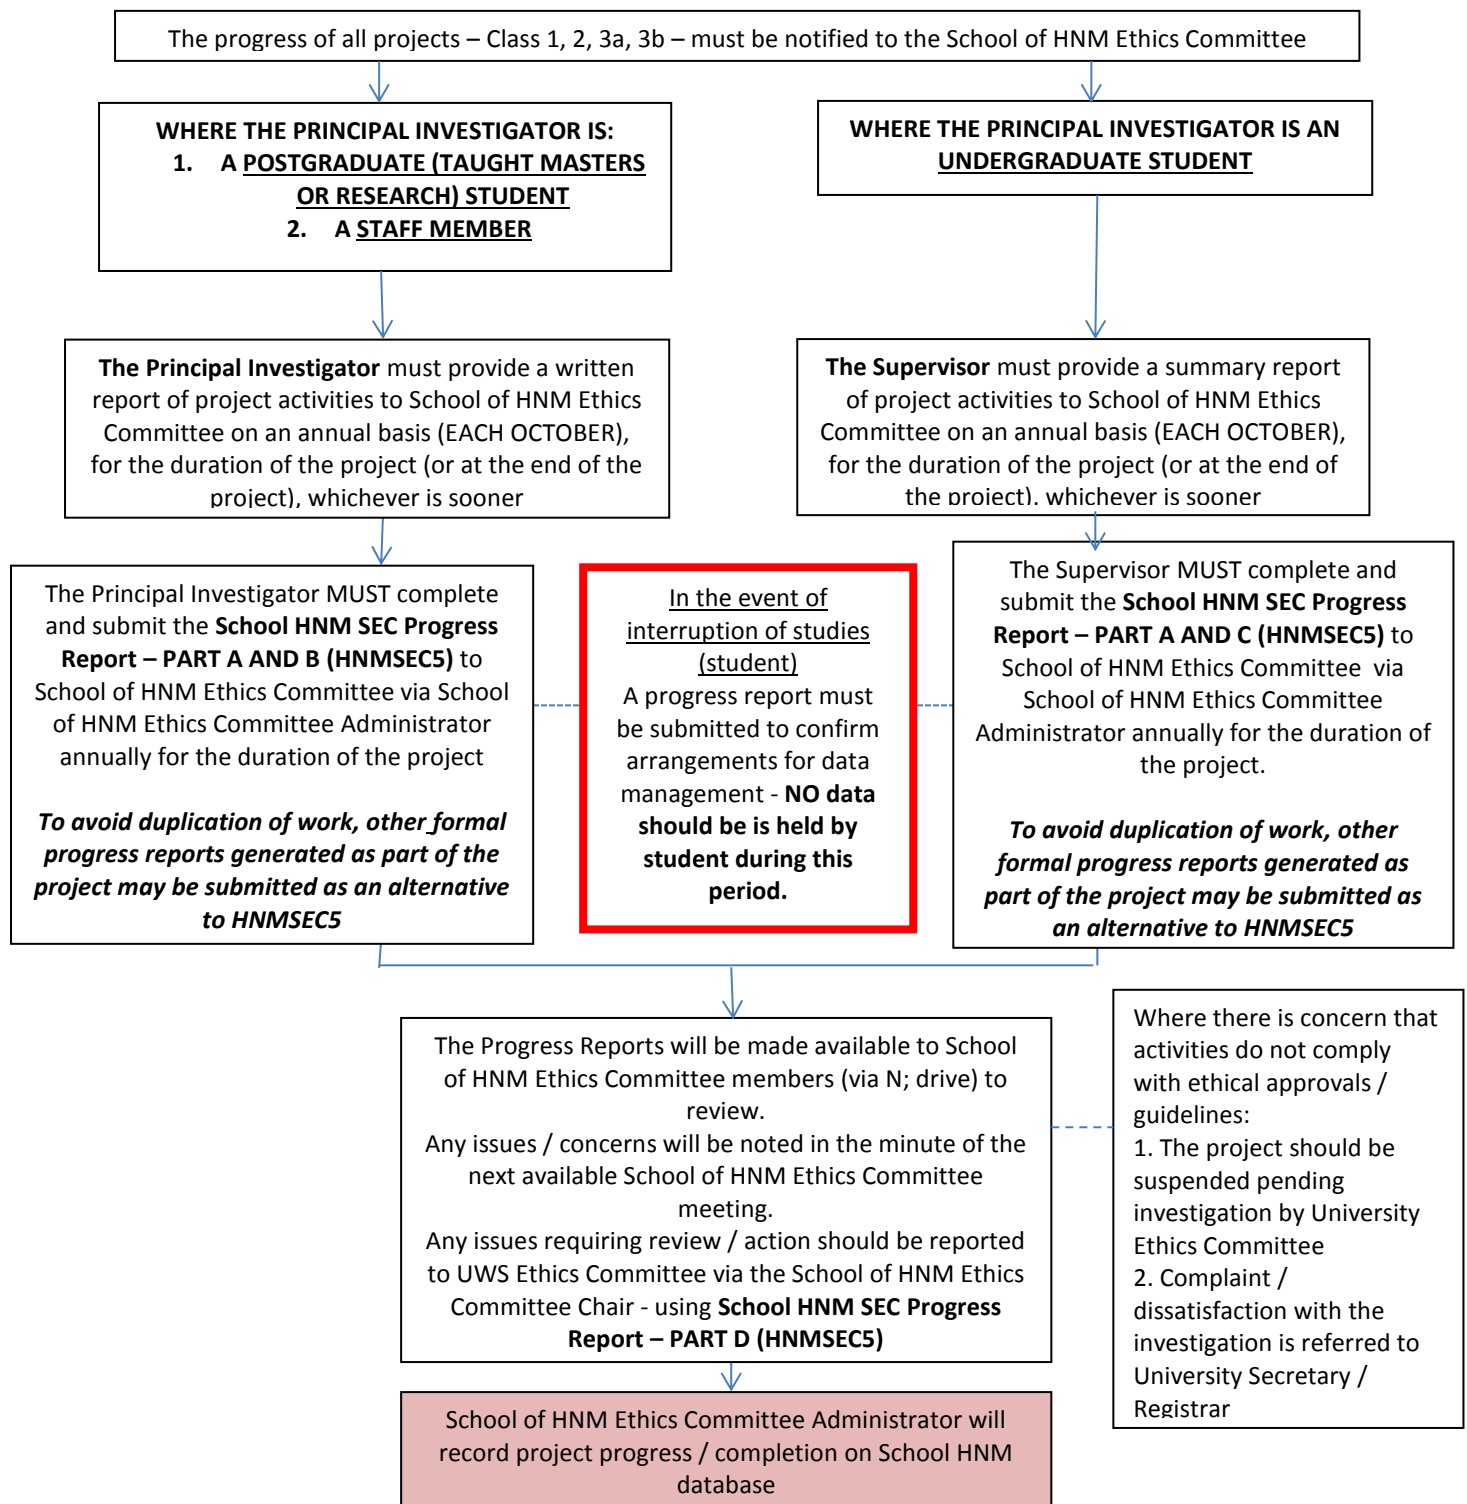 The progress of all projects – Class 1, 2, 3a, 3b – must be notified to the School of HNM Ethics Committee
WHERE THE PRINCIPAL INVESTIGATOR IS:
1. A POSTGRADUATE (TAUGHT MASTERS
OR RESEARCH) STUDENT
2. A STAFF MEMBER
WHERE THE PRINCIPAL INVESTIGATOR IS AN
UNDERGRADUATE STUDENT
The Principal Investigator must provide a written
report of project activities to School of HNM Ethics
Committee on an annual basis (EACH OCTOBER),
for the duration of the project (or at the end of the
project), whichever is sooner
The Supervisor must provide a summary report
of project activities to School of HNM Ethics
Committee on an annual basis (EACH OCTOBER),
for the duration of the project (or at the end of
the project), whichever is sooner
The Principal Investigator MUST complete
and submit the School HNM SEC Progress
Report – PART A AND B (HNMSEC5) to
School of HNM Ethics Committee via School
of HNM Ethics Committee Administrator
annually for the duration of the project
To avoid duplication of work, other formal
progress reports generated as part of the
project may be submitted as an alternative
to HNMSEC5
In the event of
interruption of studies
(student)
A progress report must
be submitted to confirm
arrangements for data
management - NO data
should be is held by
student during this
period.
The Supervisor MUST complete and
submit the School HNM SEC Progress
Report – PART A AND C (HNMSEC5) to
School of HNM Ethics Committee via
School of HNM Ethics Committee
Administrator annually for the duration of
the project.
To avoid duplication of work, other
formal progress reports generated as
part of the project may be submitted as
an alternative to HNMSEC5
The Progress Reports will be made available to School
of HNM Ethics Committee members (via N; drive) to
review.
Any issues / concerns will be noted in the minute of the
next available School of HNM Ethics Committee
meeting.
Any issues requiring review / action should be reported
to UWS Ethics Committee via the School of HNM Ethics
Committee Chair - using School HNM SEC Progress
Report – PART D (HNMSEC5)
Where there is concern that
activities do not comply
with ethical approvals /
guidelines:
1. The project should be
suspended pending
investigation by University
Ethics Committee
2. Complaint /
dissatisfaction with the
investigation is referred to
University Secretary /
Registrar
School of HNM Ethics Committee Administrator will
record project progress / completion on School HNM
database